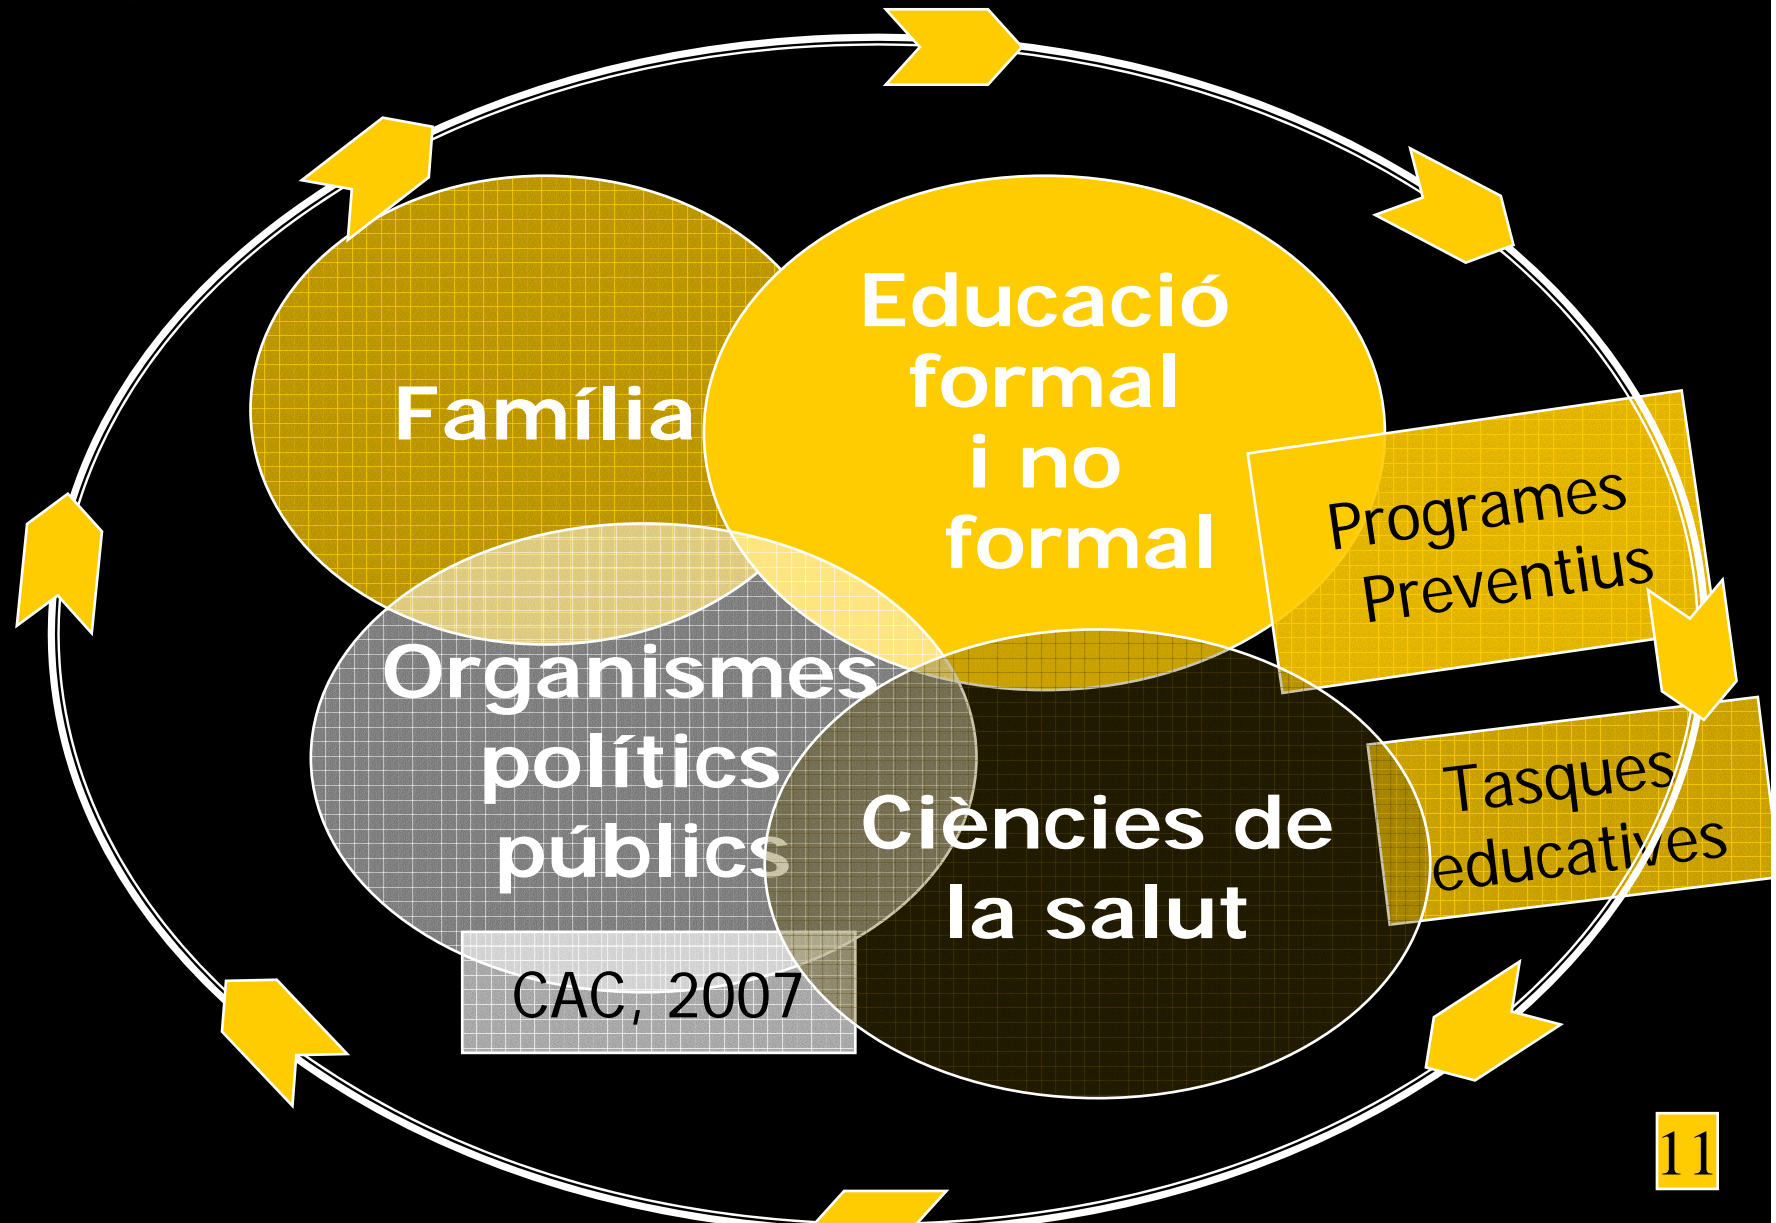 Família
Educació
formal
i no
formal
Programes
Preventius
Organismes
polítics
públics
Ciències de
la salut
Tasques
educatives
CAC, 2007
11